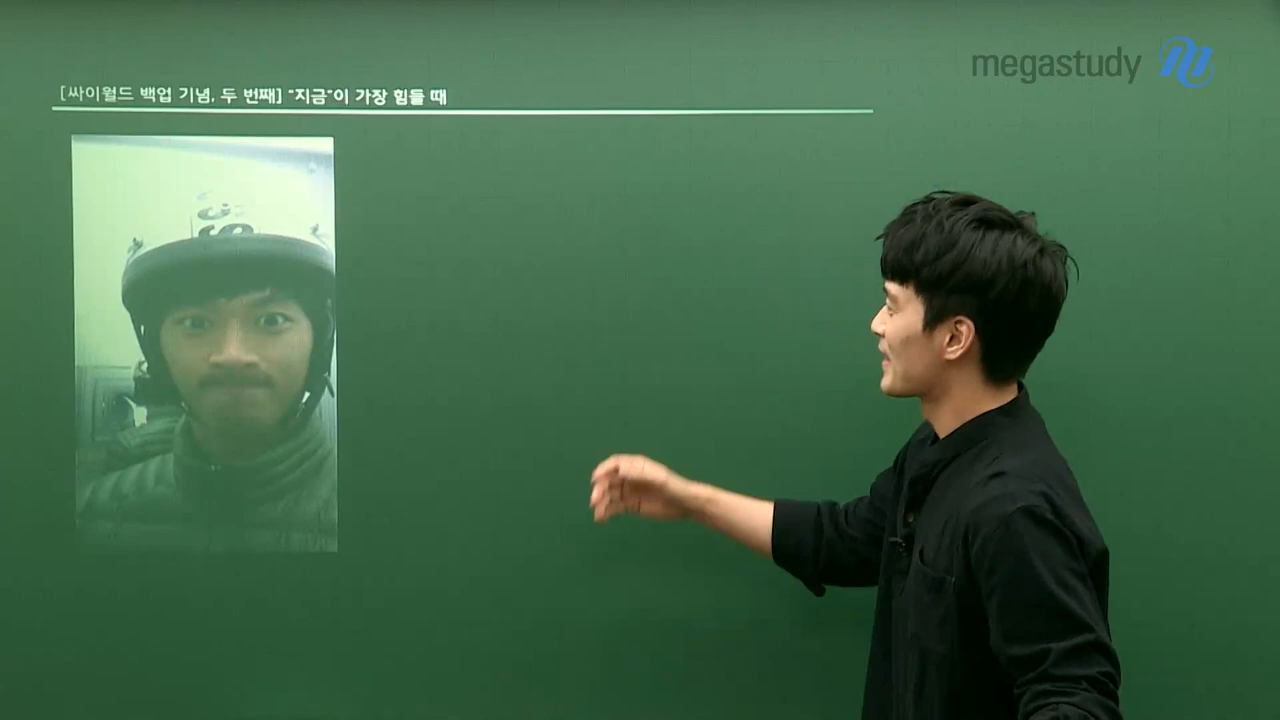 megastudy
[싸이월드 백업 기념, 두 번째] "지금"이 가장 힘들 때